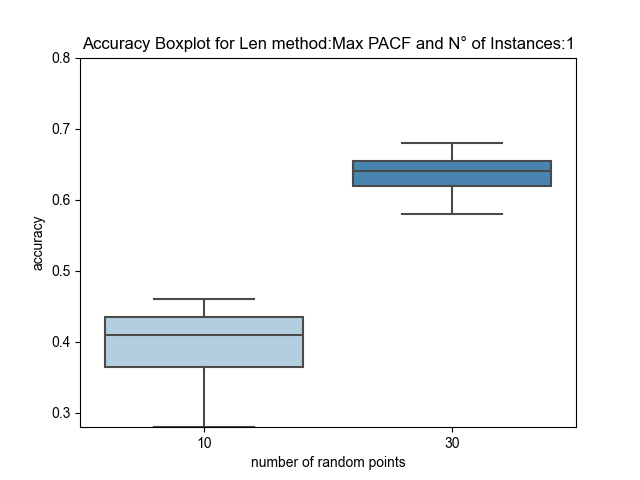 Accuracy Boxplot for Len method:Max PACF and N° of Instances:1
0.8
0.7
0.6
0.5
0.4
0.3
accuracy
10 30
number of random points